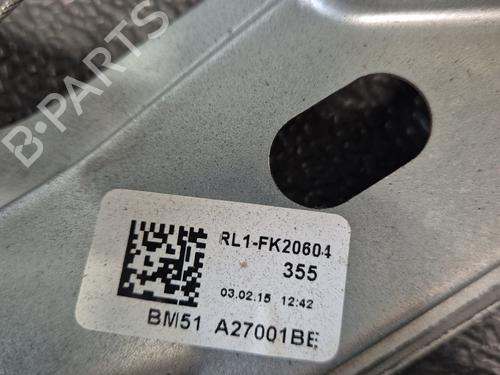 B-PARTS
RL1-FK20604
355
03.02.15 12:42
BM51 A27001BE